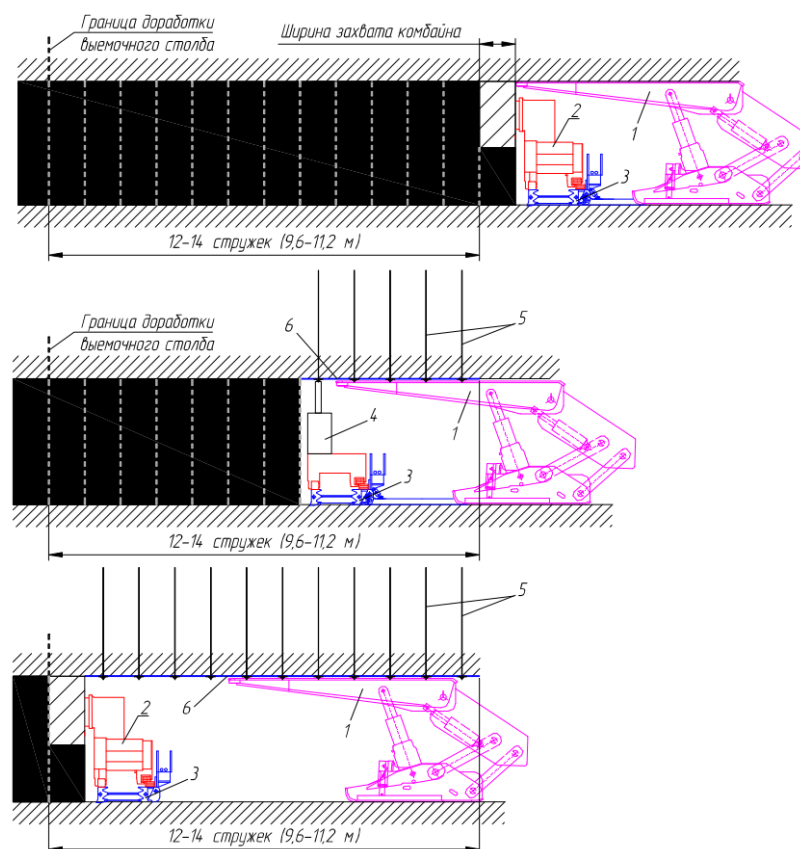 Граница доработки
выемочного столба
Ширина захвата комбайна
2
1
3
12–14 стружек (9,6–11,2 м)
Граница доработки
выемочного столба
6
5
4
1
3
12–14 стружек (9,6–11,2 м)
5
6
2
1
3
12–14 стружек (9,6–11,2 м)